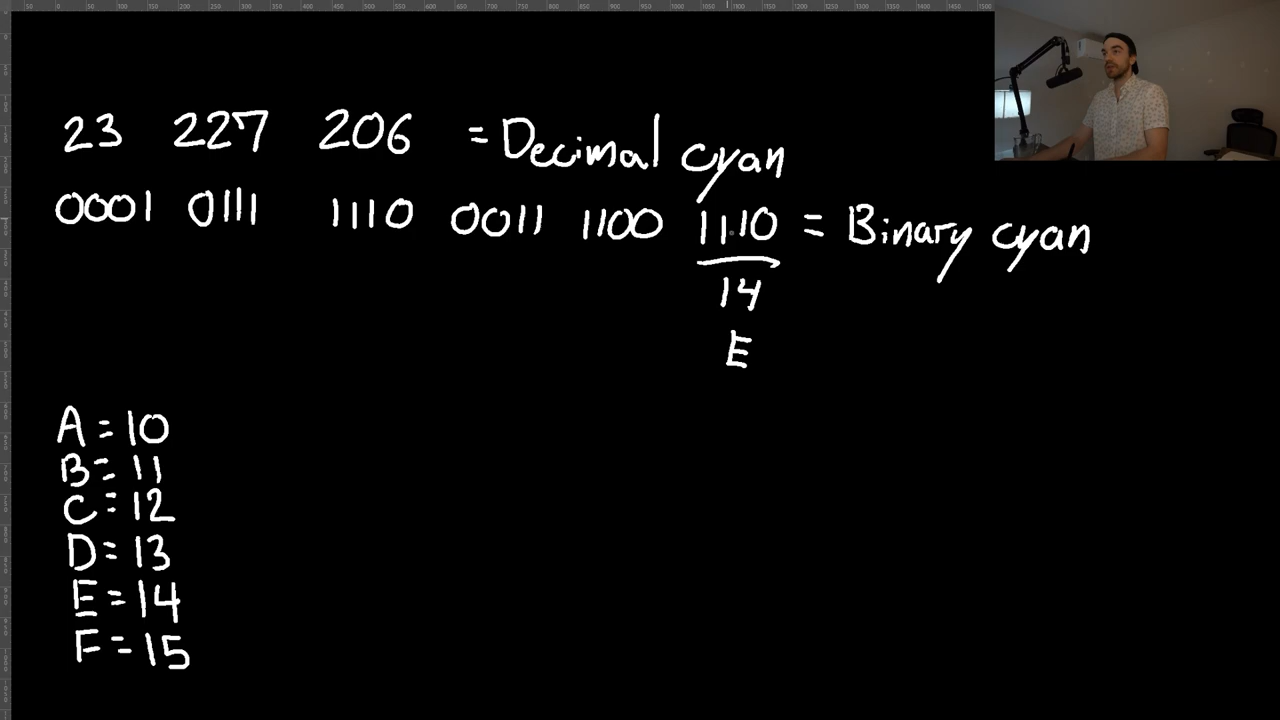 23 227 206 = Decimal cyan
0001 0111 1110 0011 1100 1110 = Binary cyan
14
E
A = 10
B = 11
C = 12
D = 13
E = 14
F = 15